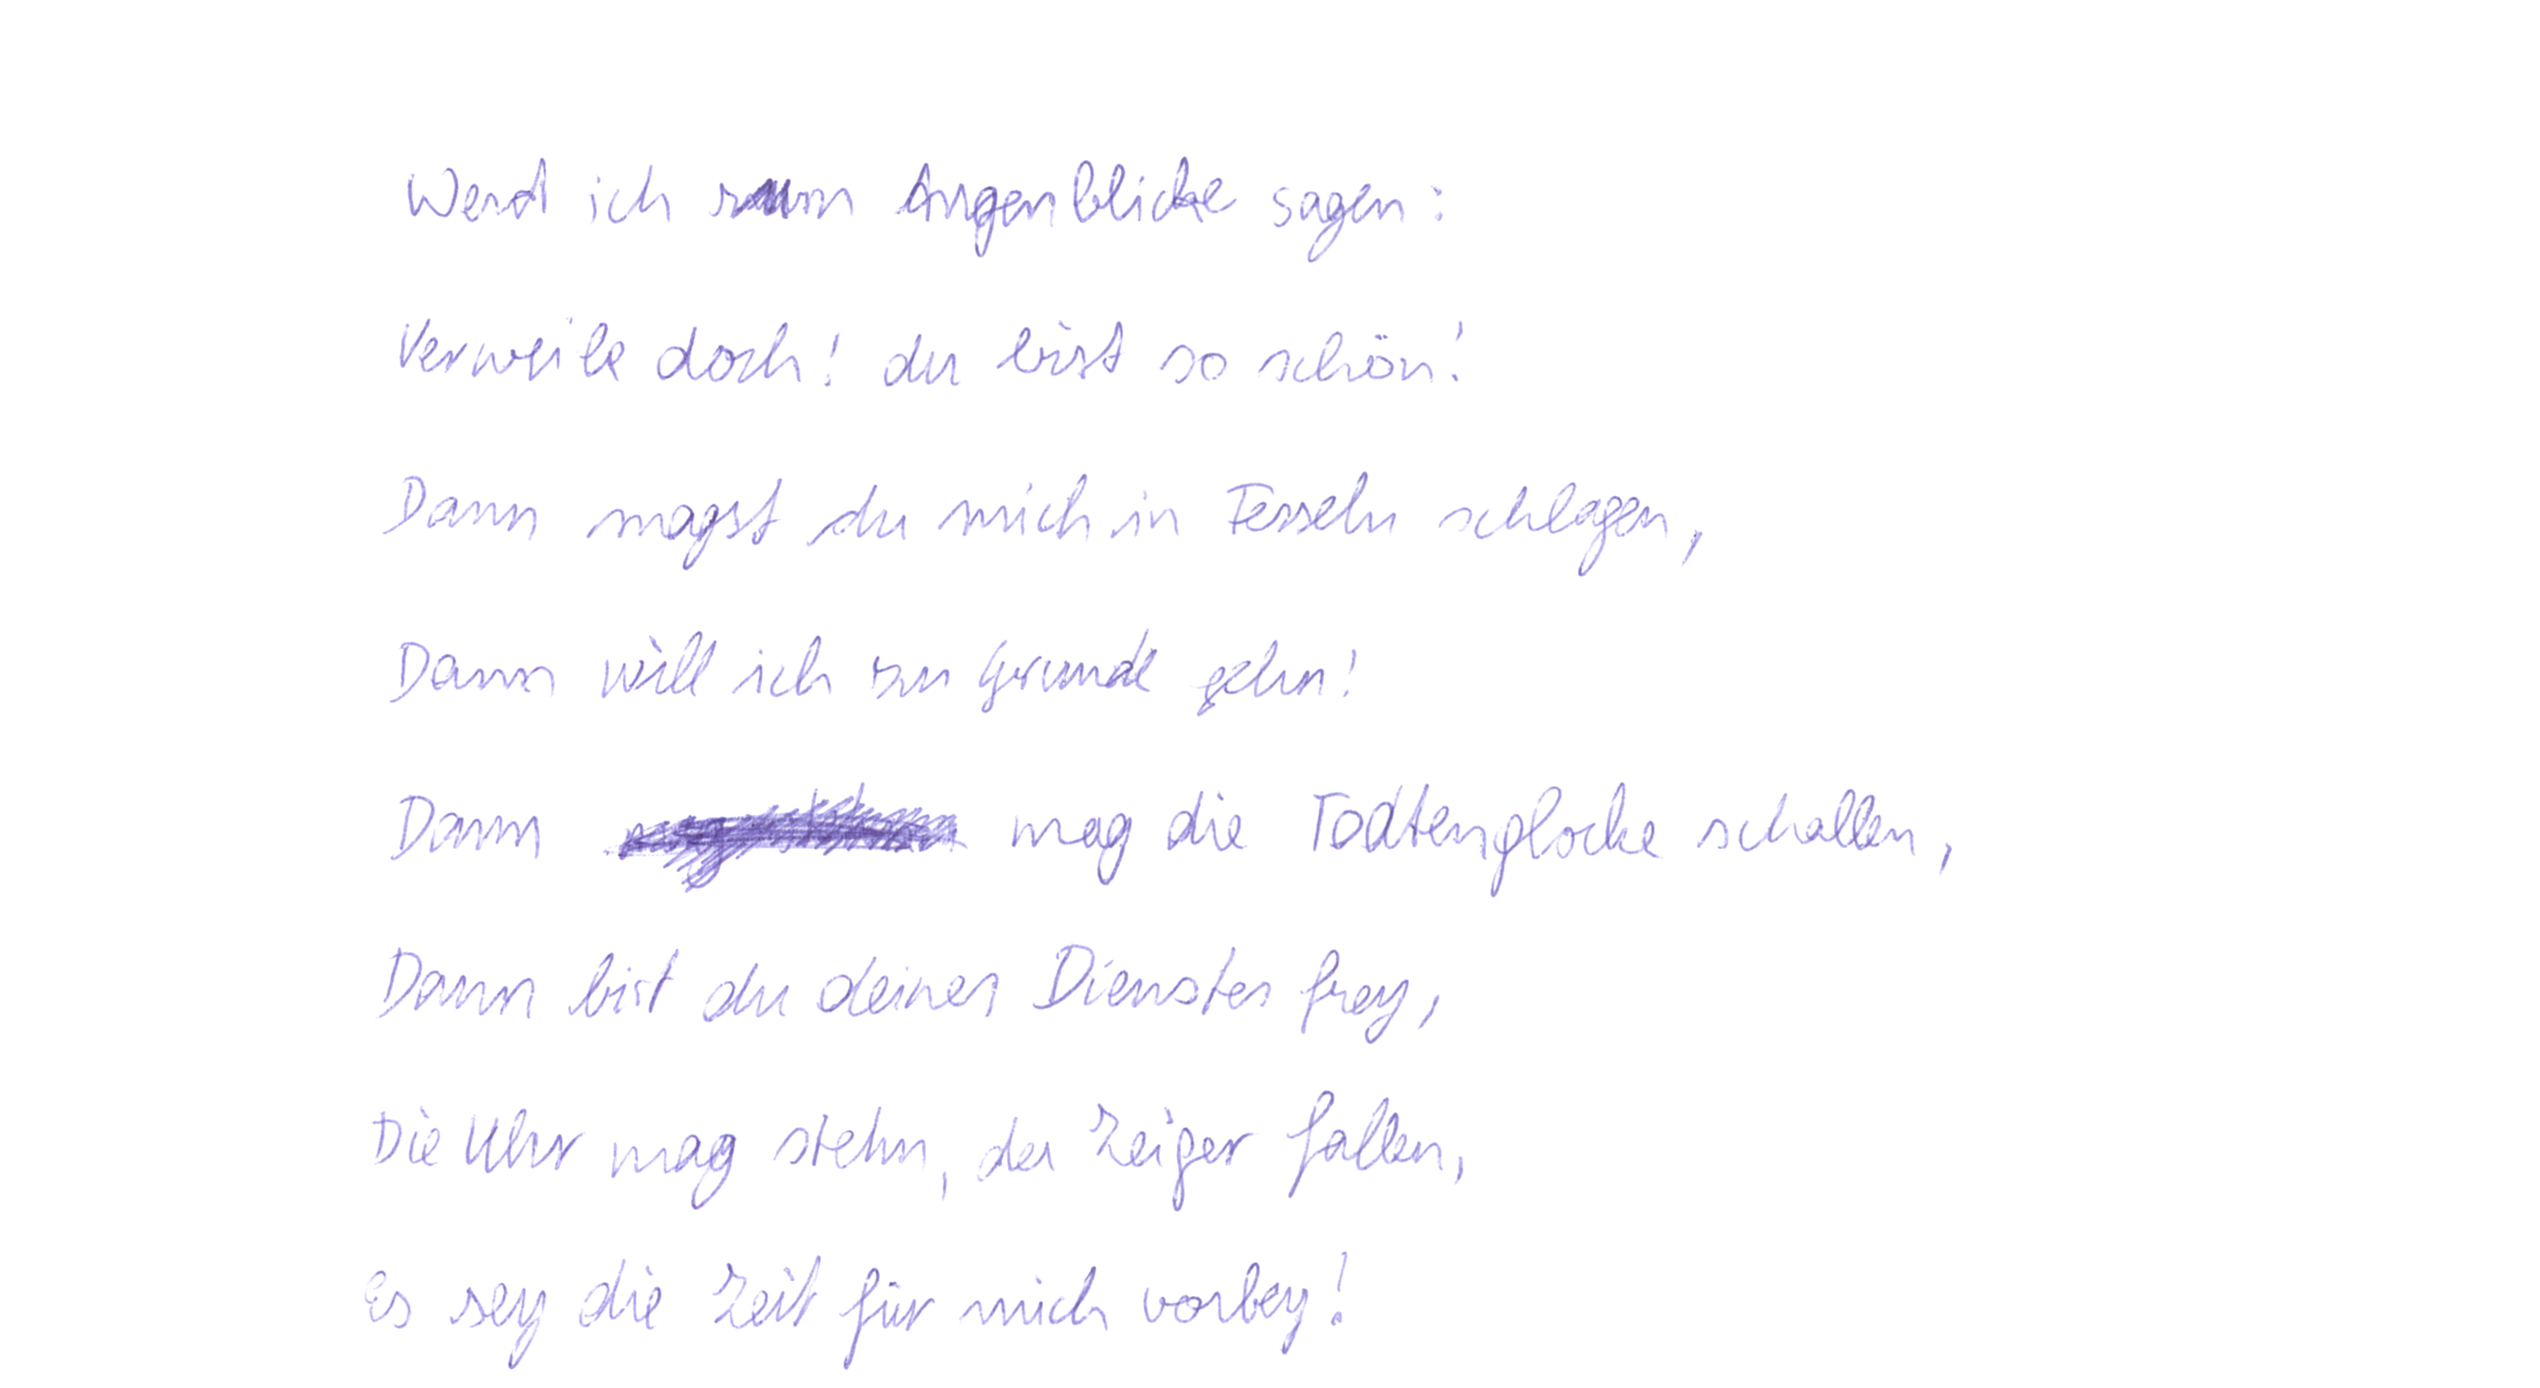 Werd ich zum Augenblicke sagen:
Verweile doch! du bist so schön!
Dann magst du mich in Fesseln schlagen,
Dann will ich zu Grunde gehn!
Dann mag die Todtenglocke schallen,
Dann bist du deines Dienstes frey,
Die Uhr mag stehn, der Zeiger fallen,
Es sey die Zeit für mich vorbey!